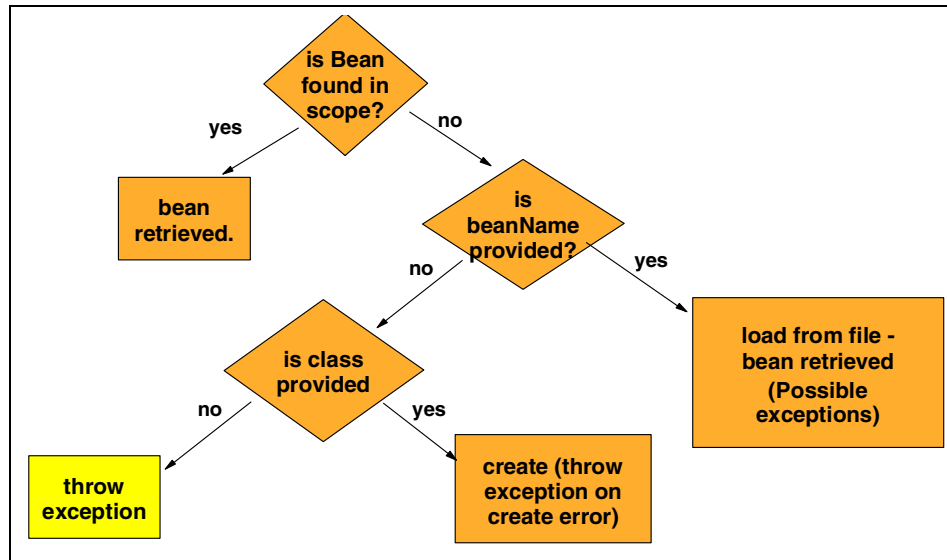 is Bean
found in
scope?
yes
no
bean
retrieved.
is
beanName
provided?
no
yes
is class
provided
load from file -
bean retrieved
(Possible
exceptions)
no
yes
throw
exception
create (throw
exception on
create error)